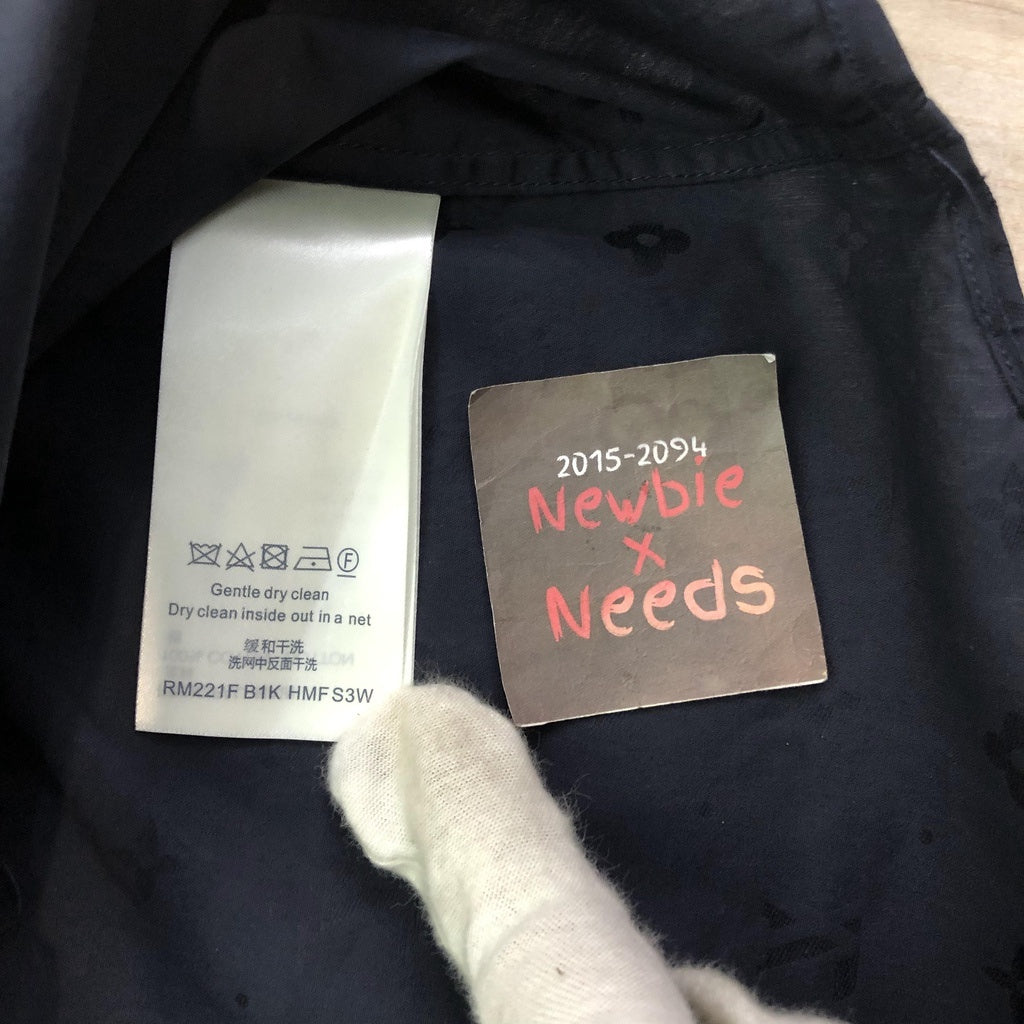 Gentle dry clean
Dry clean inside out in a net
缓和干洗
洗网中反面干洗
RM221F B1K HMFS3W
2015-2094
Newbie
x
Needs